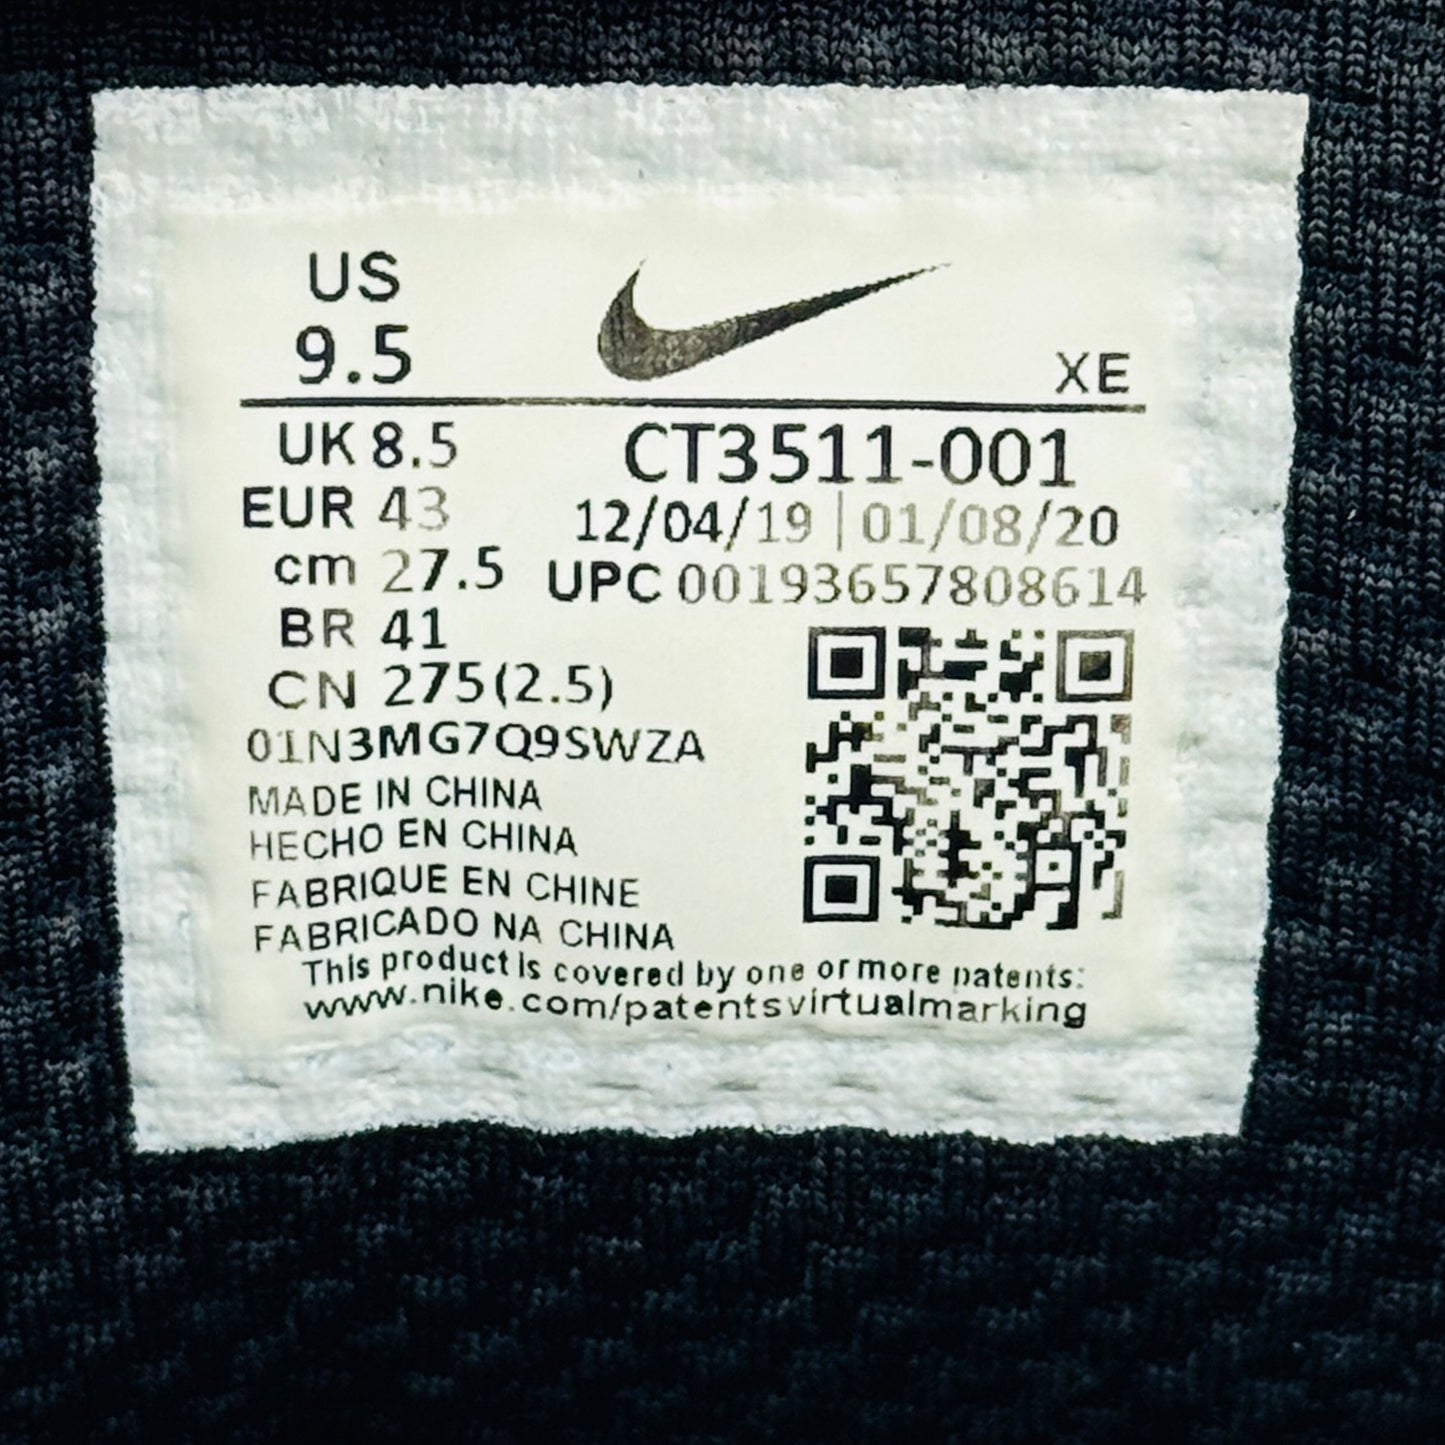 US
9.5
XE
UK 8.5
EUR 43
cm 27.5
BR 41
CN 275(2.5)
CT3511-001
12/04/19 | 01/08/20
UPC 00193657808614
01N3MG7Q9SWZA
MADE IN CHINA
HECHO EN CHINA
FABRIQUE EN CHINE
FABRICADO NA CHINA
This product is covered by one or more patents:
www.nike.com/patentsvirtualmarking